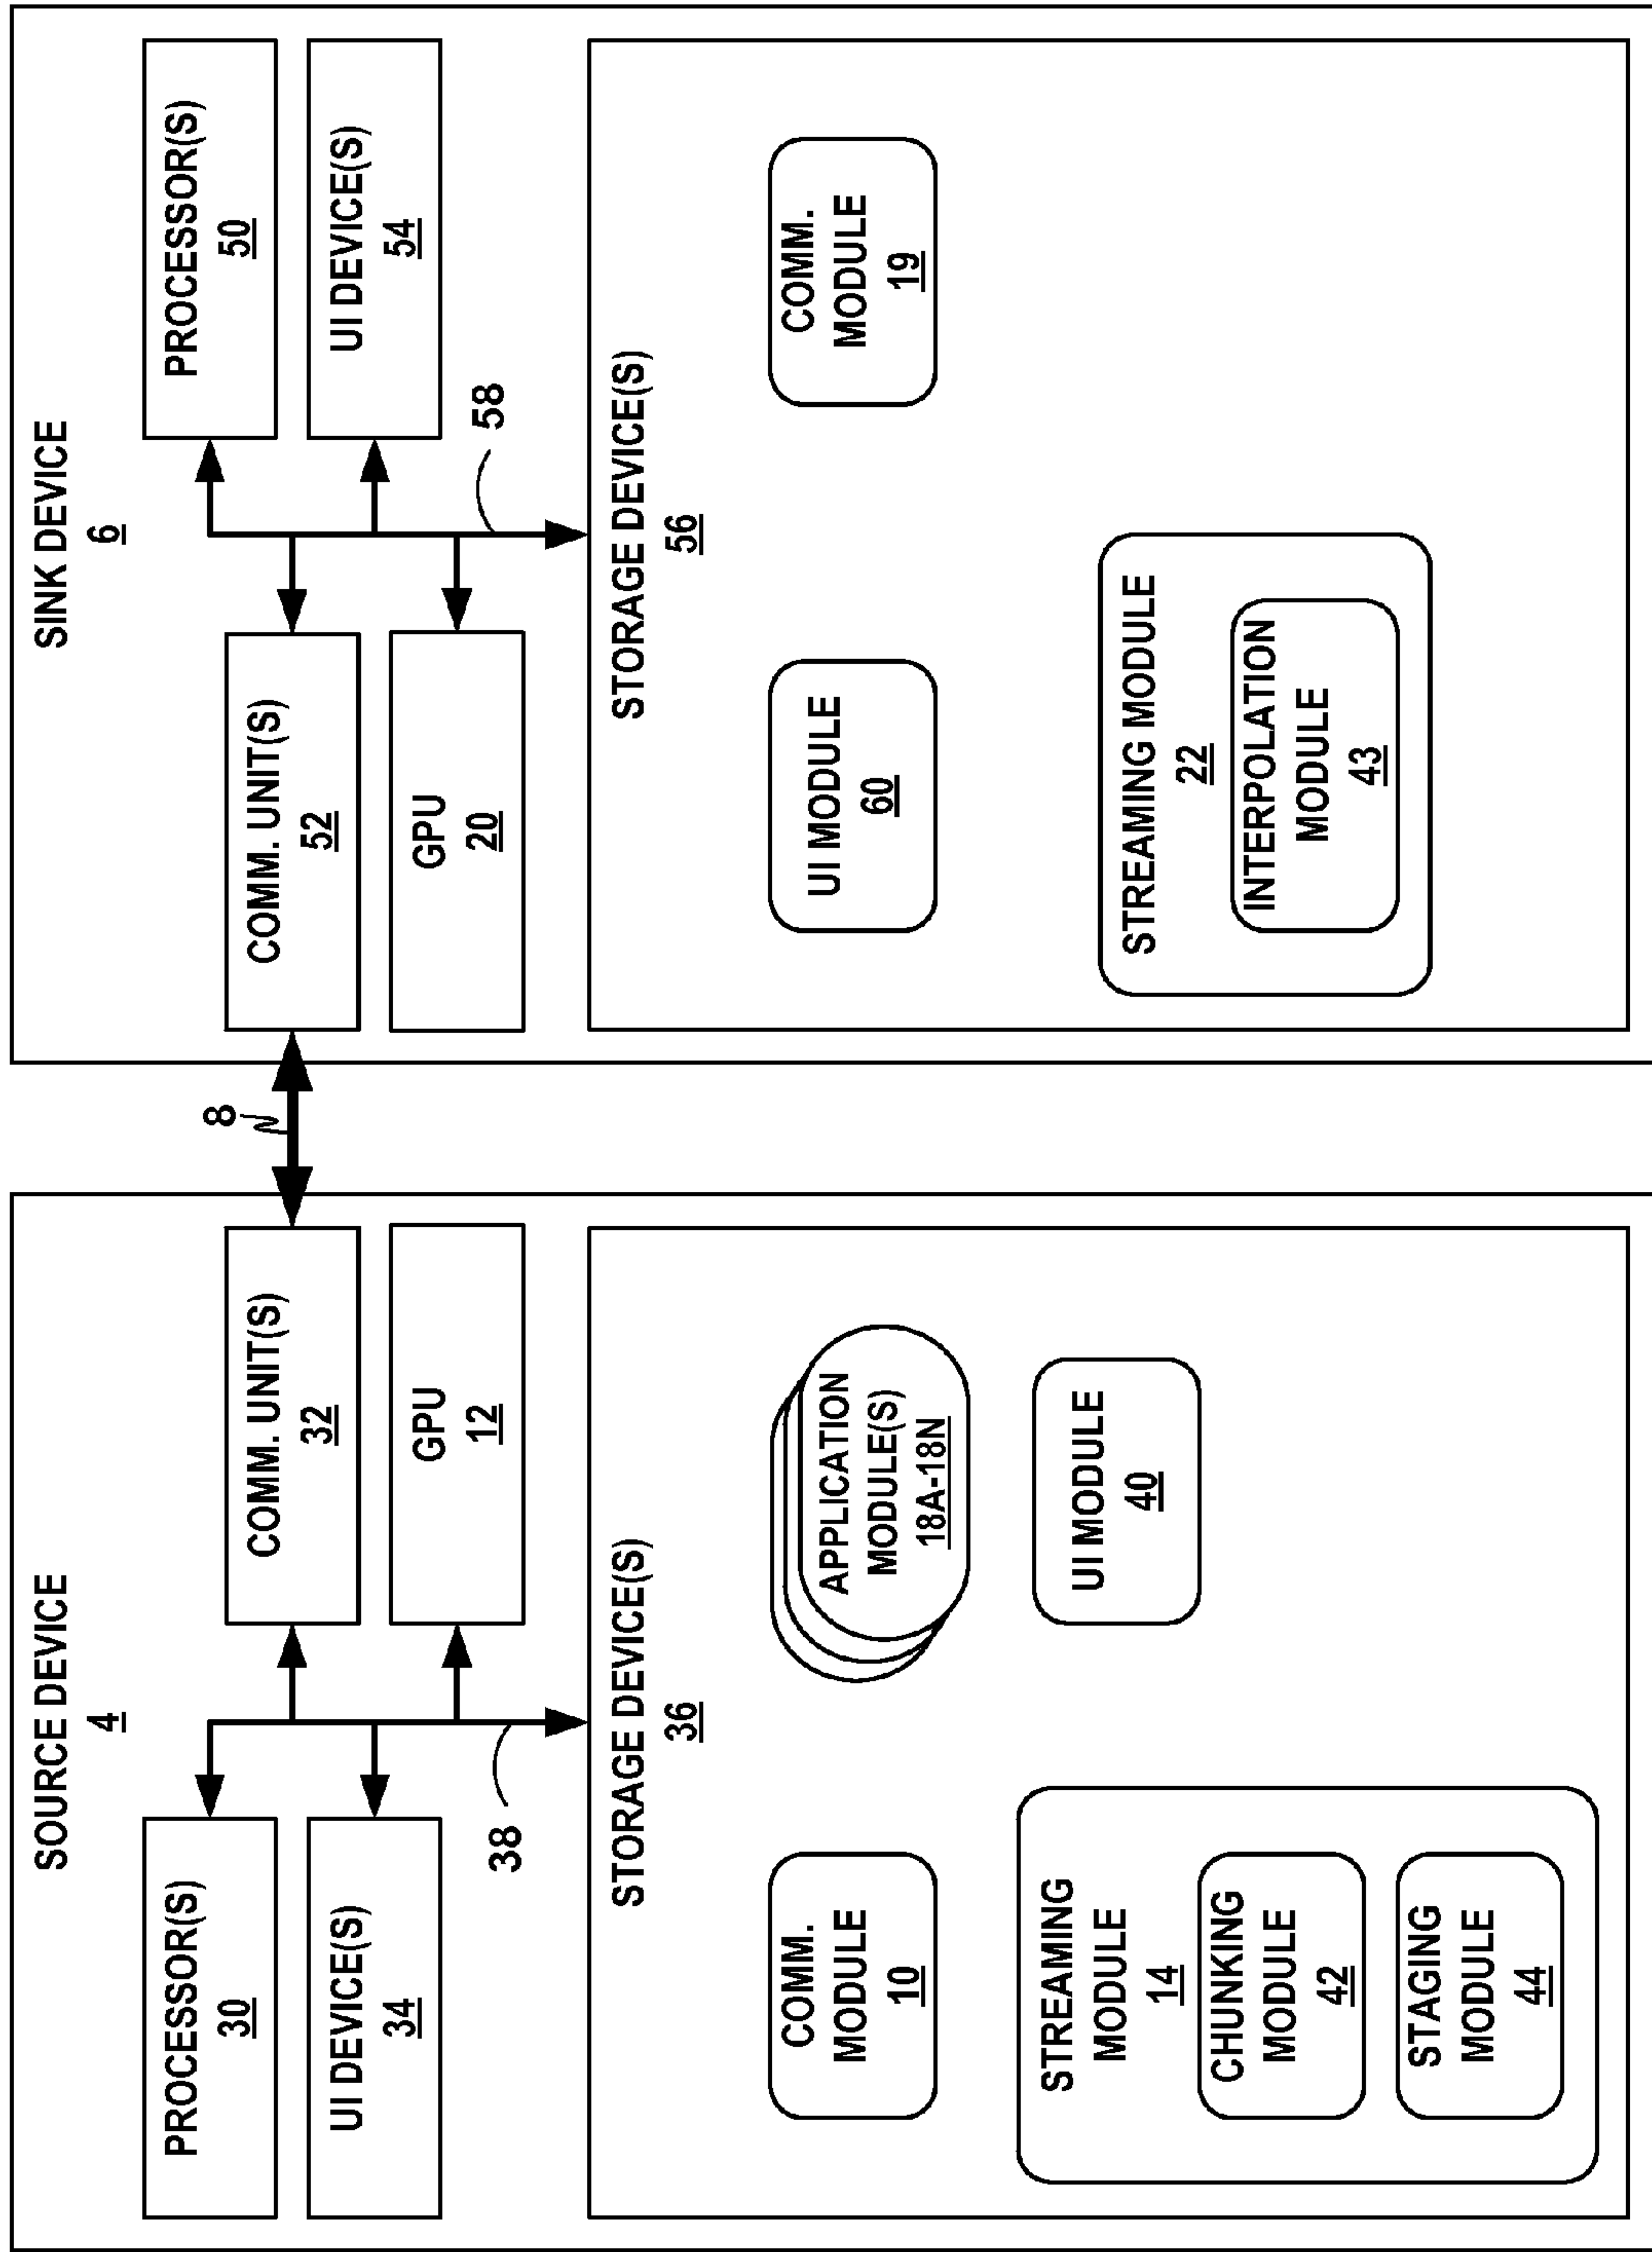 SOURCE DEVICE
4
PROCESSOR(S)
30
UI DEVICE(S)
34
COMM. UNIT(S)
32
GPU
12
38
STORAGE DEVICE(S)
36
COMM.
MODULE
10
APPLICATION
MODULE(S)
18A-18N
STREAMING
MODULE
14
CHUNKING
MODULE
42
STAGING
MODULE
44
UI MODULE
40
8
SINK DEVICE
6
COMM. UNIT(S)
52
GPU
20
PROCESSOR(S)
50
UI DEVICE(S)
54
58
STORAGE DEVICE(S)
56
UI MODULE
60
COMM.
MODULE
19
STREAMING MODULE
22
INTERPOLATION
MODULE
43